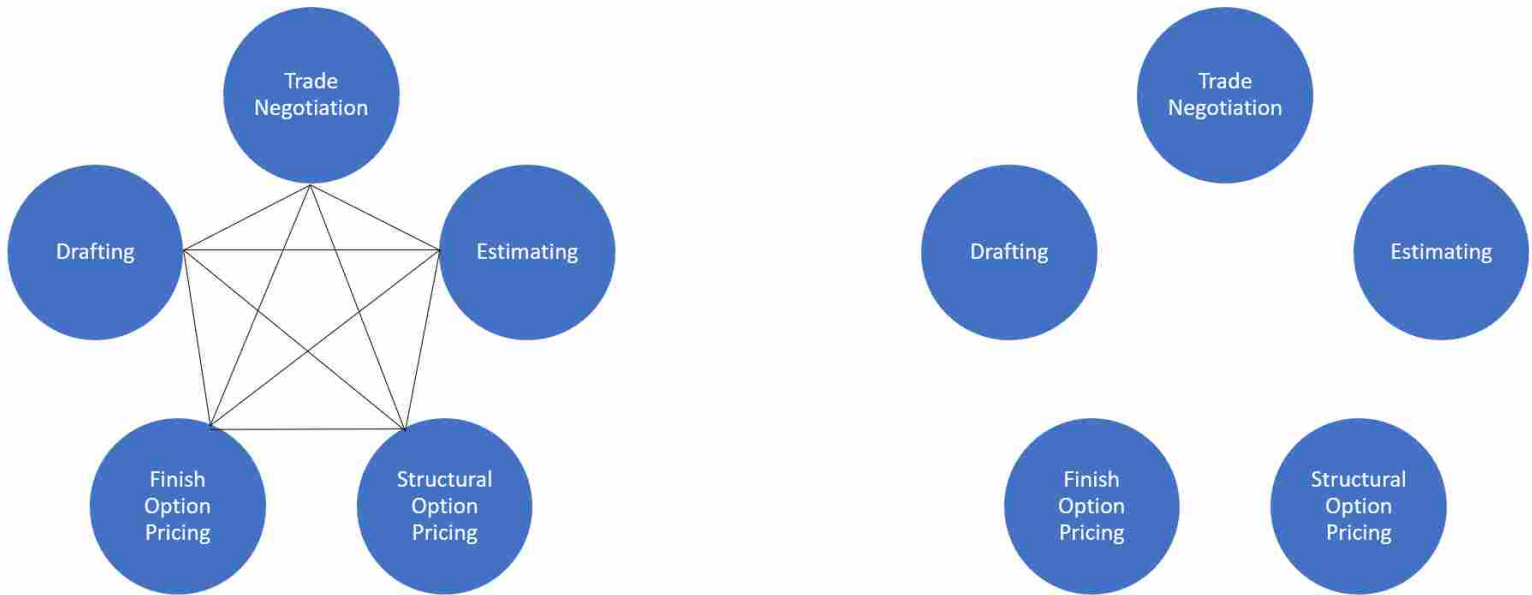 Trade
Negotiation
Drafting
Estimating
Finish
Option
Pricing
Structural
Option
Pricing
Trade
Negotiation
Drafting
Estimating
Finish
Option
Pricing
Structural
Option
Pricing